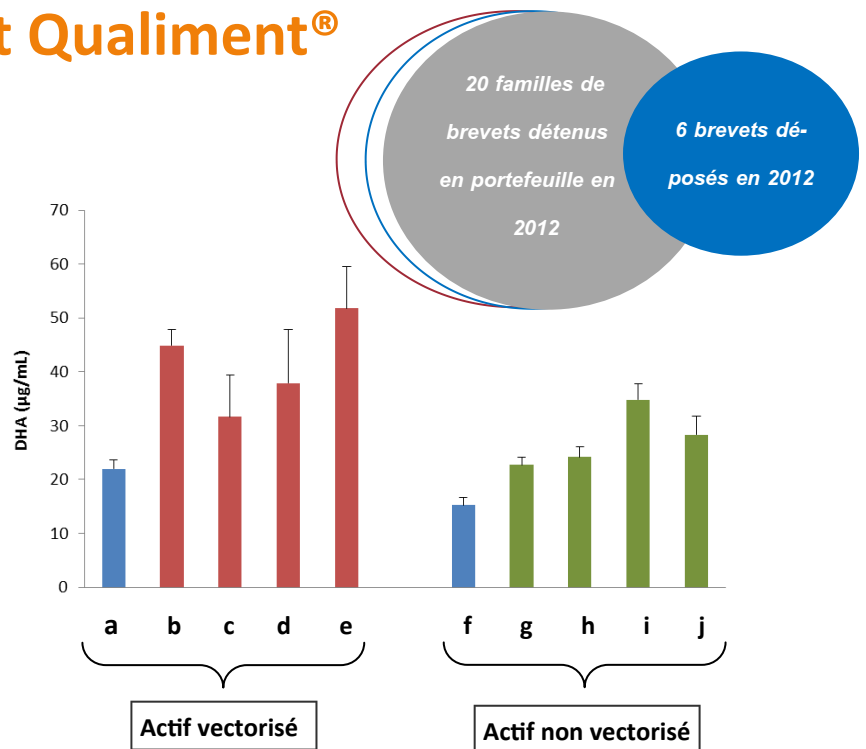 t Qualiment®
20 familles de
brevets détenus
en portefeuille en
2012
6 brevets dé-
posés en 2012
70
60
50
40
30
20
10
0
DHA (µg/mL)
a b c d e f g h i j
Actif vectorisé Actif non vectorisé